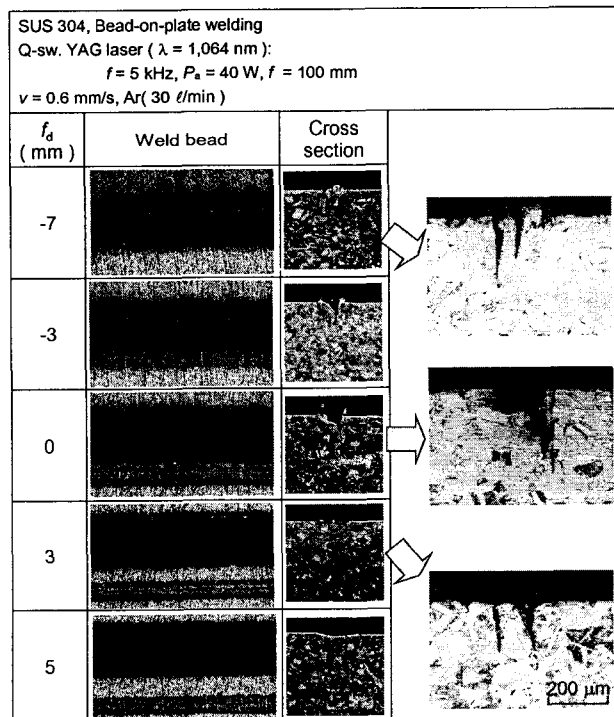 SUS 304, Bead-on-plate welding
Q-sw. YAG laser ( λ = 1,064 nm ):
f = 5 kHz, Pa = 40 W, f = 100 mm
v = 0.6 mm/s, Ar( 30 ℓ/min )
fd
( mm )
Weld bead
Cross
section
-7
-3
0
3
5
200 μm